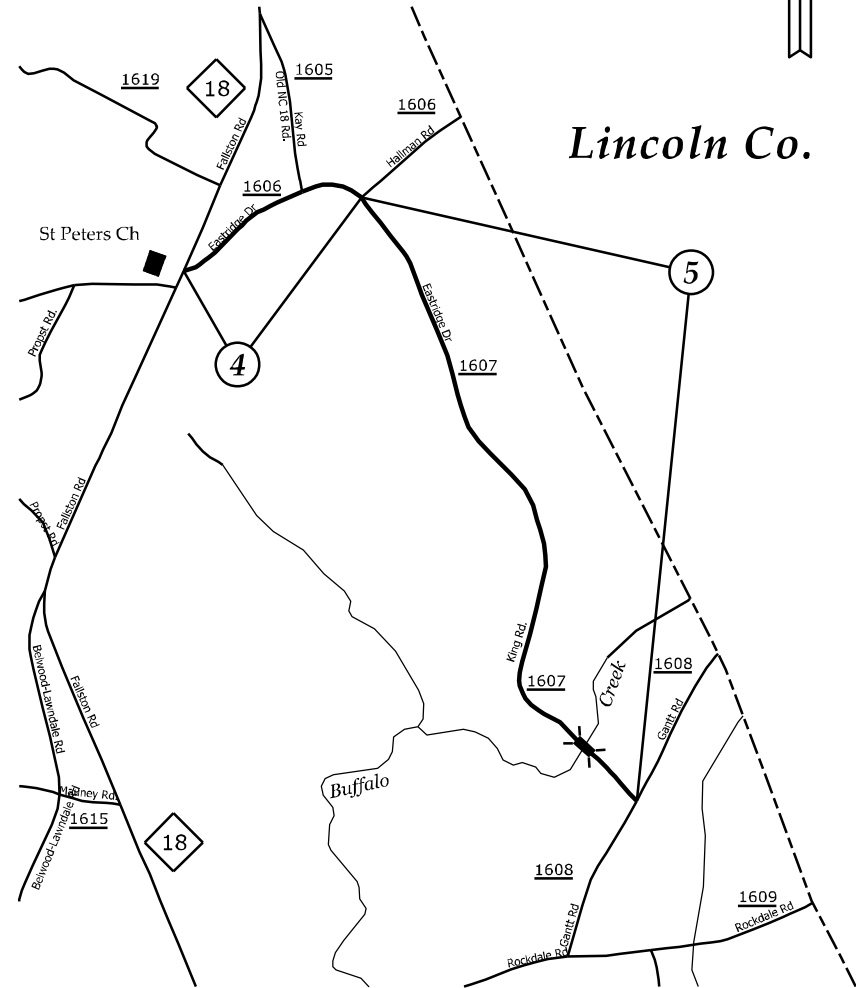 1619
18
1605
1606
Fallston Rd
Old NC 18 Rd.
Kay Rd
Hallman Rd
Lincoln Co.
1606
St Peters Ch
Eastridge Dr
5
Propst Rd.
Eastridge Dr
4
1607
Propst Rd
Fallston Rd
King Rd.
1607
Creek
1608
Gantt Rd
Belwood-Lawndale Rd
Fallston Rd
Buffalo
1615
Belwood-Lawndale Rd
18
1608
1609
Gantt Rd
Rockdale Rd
Rockdale Rd